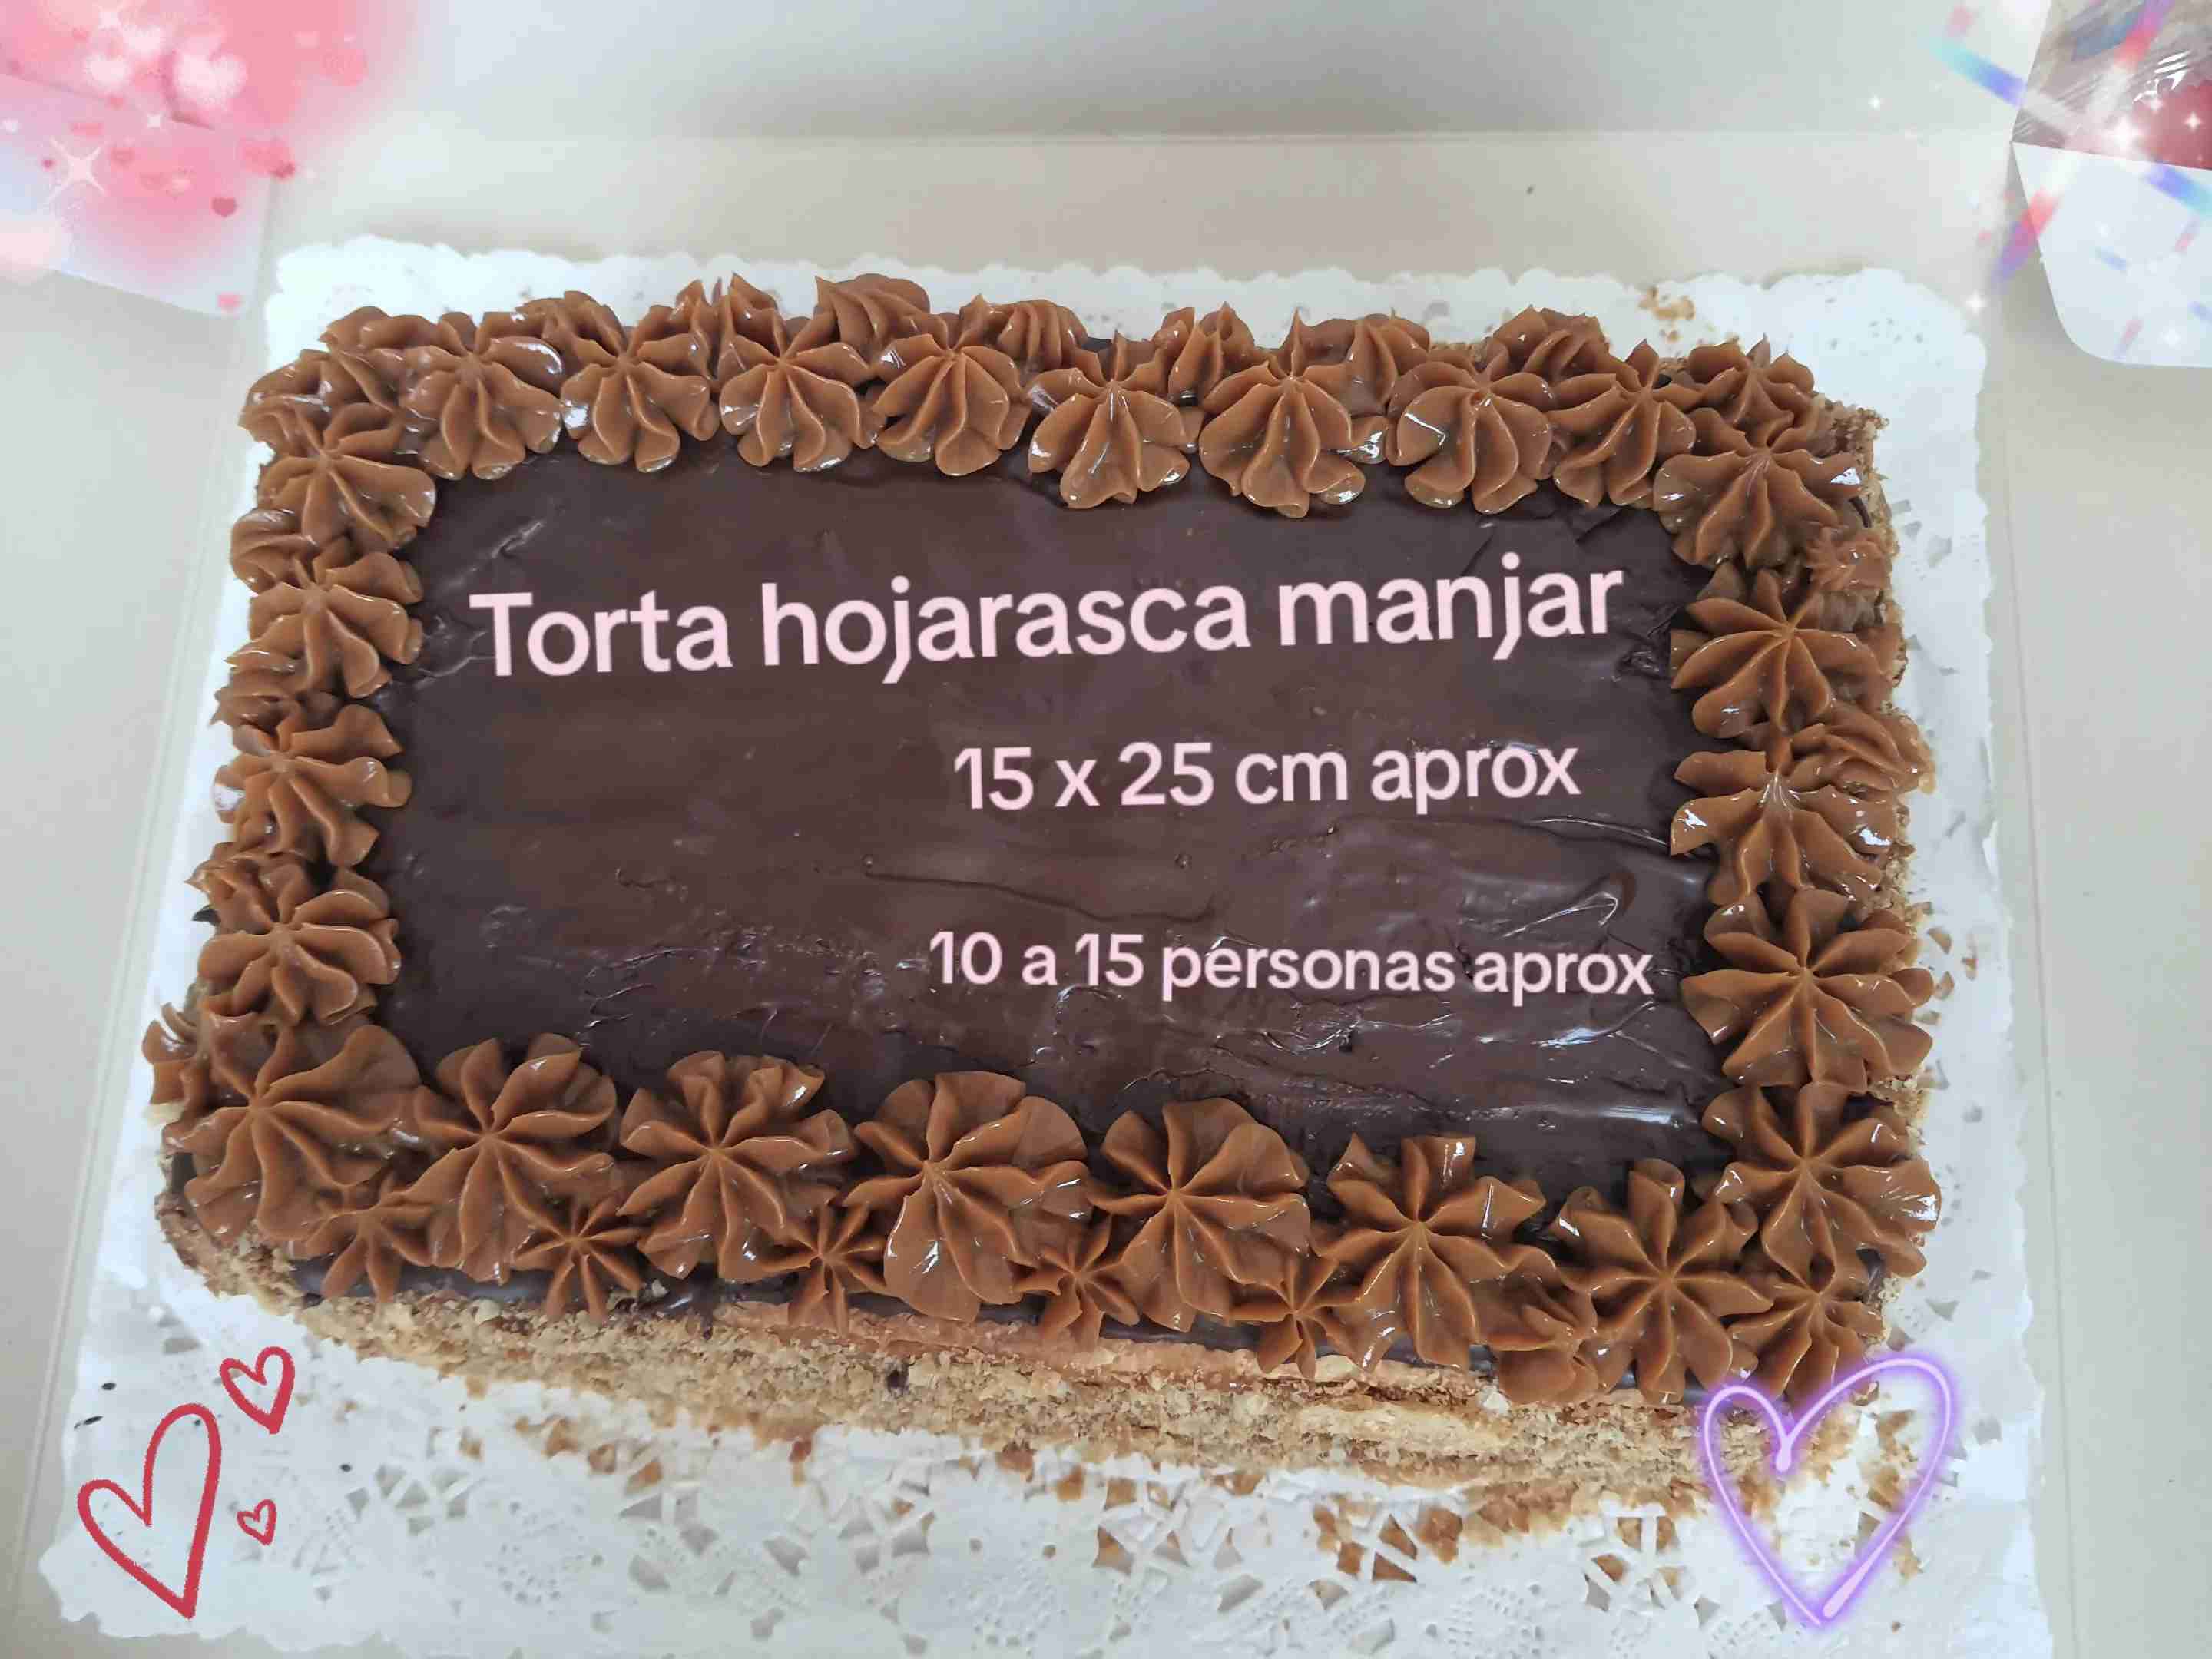 Torta hojarasca manjar
15 x 25 cm aprox
10 a 15 personas aprox